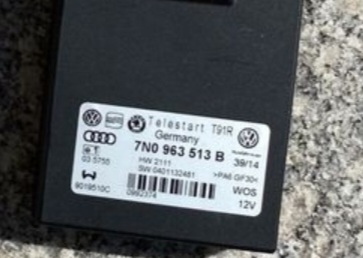 Telestart T91R
Germany
7N0 963 513 B
39/14
HW 2111
03 5755
SW 0401132481
>PA6 GF30<
WOS
9019510C
0992374
12V